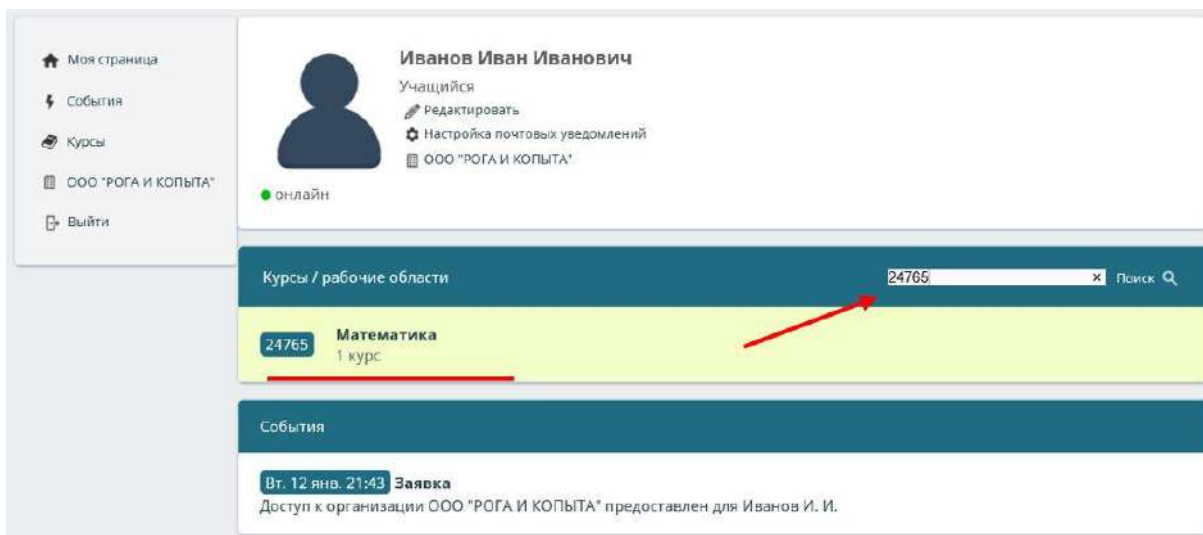 Моя страница
События
Курсы
ООО "РОГА И КОПЫТА"
Выйти
Иванов Иван Иванович
Учащийся
Редактировать
Настройка почтовых уведомлений
ООО "РОГА И КОПЫТА"
онлайн
Курсы / рабочие области 24765 × Поиск
24765 Математика
1 курс
События
Вт. 12 янв. 21:43 Заявка
Доступ к организации ООО "РОГА И КОПЫТА" предоставлен для Иванов И. И.